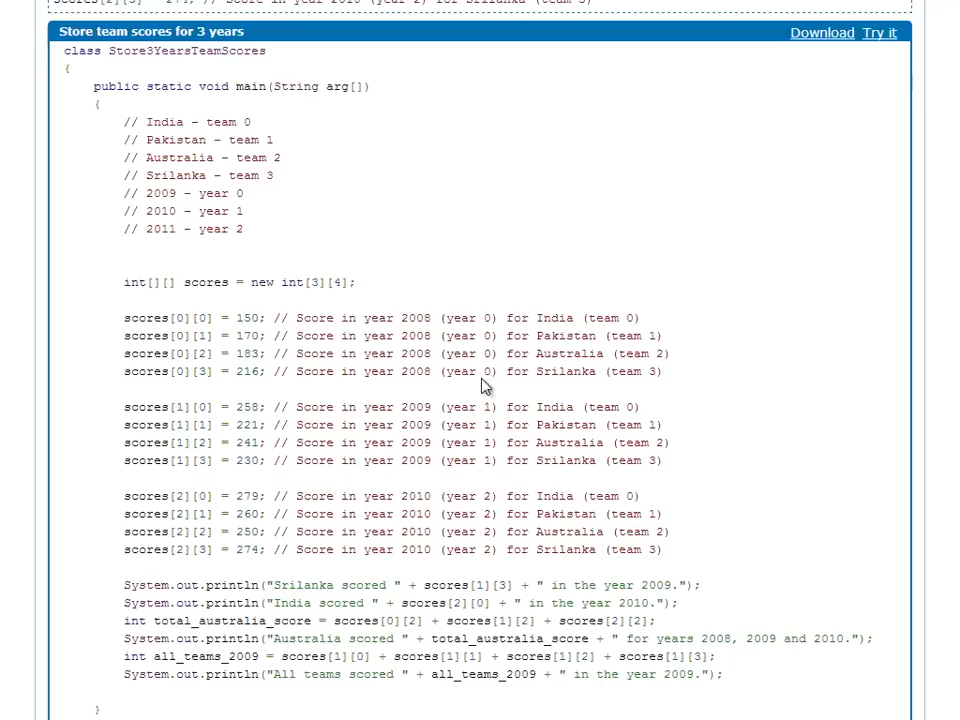 scores[2][3] = 274; // Score in year 2010 (year 2) for Srilanka (team 3)
Store team scores for 3 years
Download Try it
class Store3YearsTeamScores
{
public static void main(String arg[])
{
// India - team 0
// Pakistan - team 1
// Australia - team 2
// Srilanka - team 3
// 2009 - year 0
// 2010 - year 1
// 2011 - year 2
int[][] scores = new int[3][4];
scores[0][0] = 150; // Score in year 2008 (year 0) for India (team 0)
scores[0][1] = 170; // Score in year 2008 (year 0) for Pakistan (team 1)
scores[0][2] = 183; // Score in year 2008 (year 0) for Australia (team 2)
scores[0][3] = 216; // Score in year 2008 (year 0) for Srilanka (team 3)
scores[1][0] = 258; // Score in year 2009 (year 1) for India (team 0)
scores[1][1] = 221; // Score in year 2009 (year 1) for Pakistan (team 1)
scores[1][2] = 241; // Score in year 2009 (year 1) for Australia (team 2)
scores[1][3] = 230; // Score in year 2009 (year 1) for Srilanka (team 3)
scores[2][0] = 279; // Score in year 2010 (year 2) for India (team 0)
scores[2][1] = 260; // Score in year 2010 (year 2) for Pakistan (team 1)
scores[2][2] = 250; // Score in year 2010 (year 2) for Australia (team 2)
scores[2][3] = 274; // Score in year 2010 (year 2) for Srilanka (team 3)
System.out.println("Srilanka scored " + scores[1][3] + " in the year 2009.");
System.out.println("India scored " + scores[2][0] + " in the year 2010.");
int total_australia_score = scores[0][2] + scores[1][2] + scores[2][2];
System.out.println("Australia scored " + total_australia_score + " for years 2008, 2009 and 2010.");
int all_teams_2009 = scores[1][0] + scores[1][1] + scores[1][2] + scores[1][3];
System.out.println("All teams scored " + all_teams_2009 + " in the year 2009.");
}